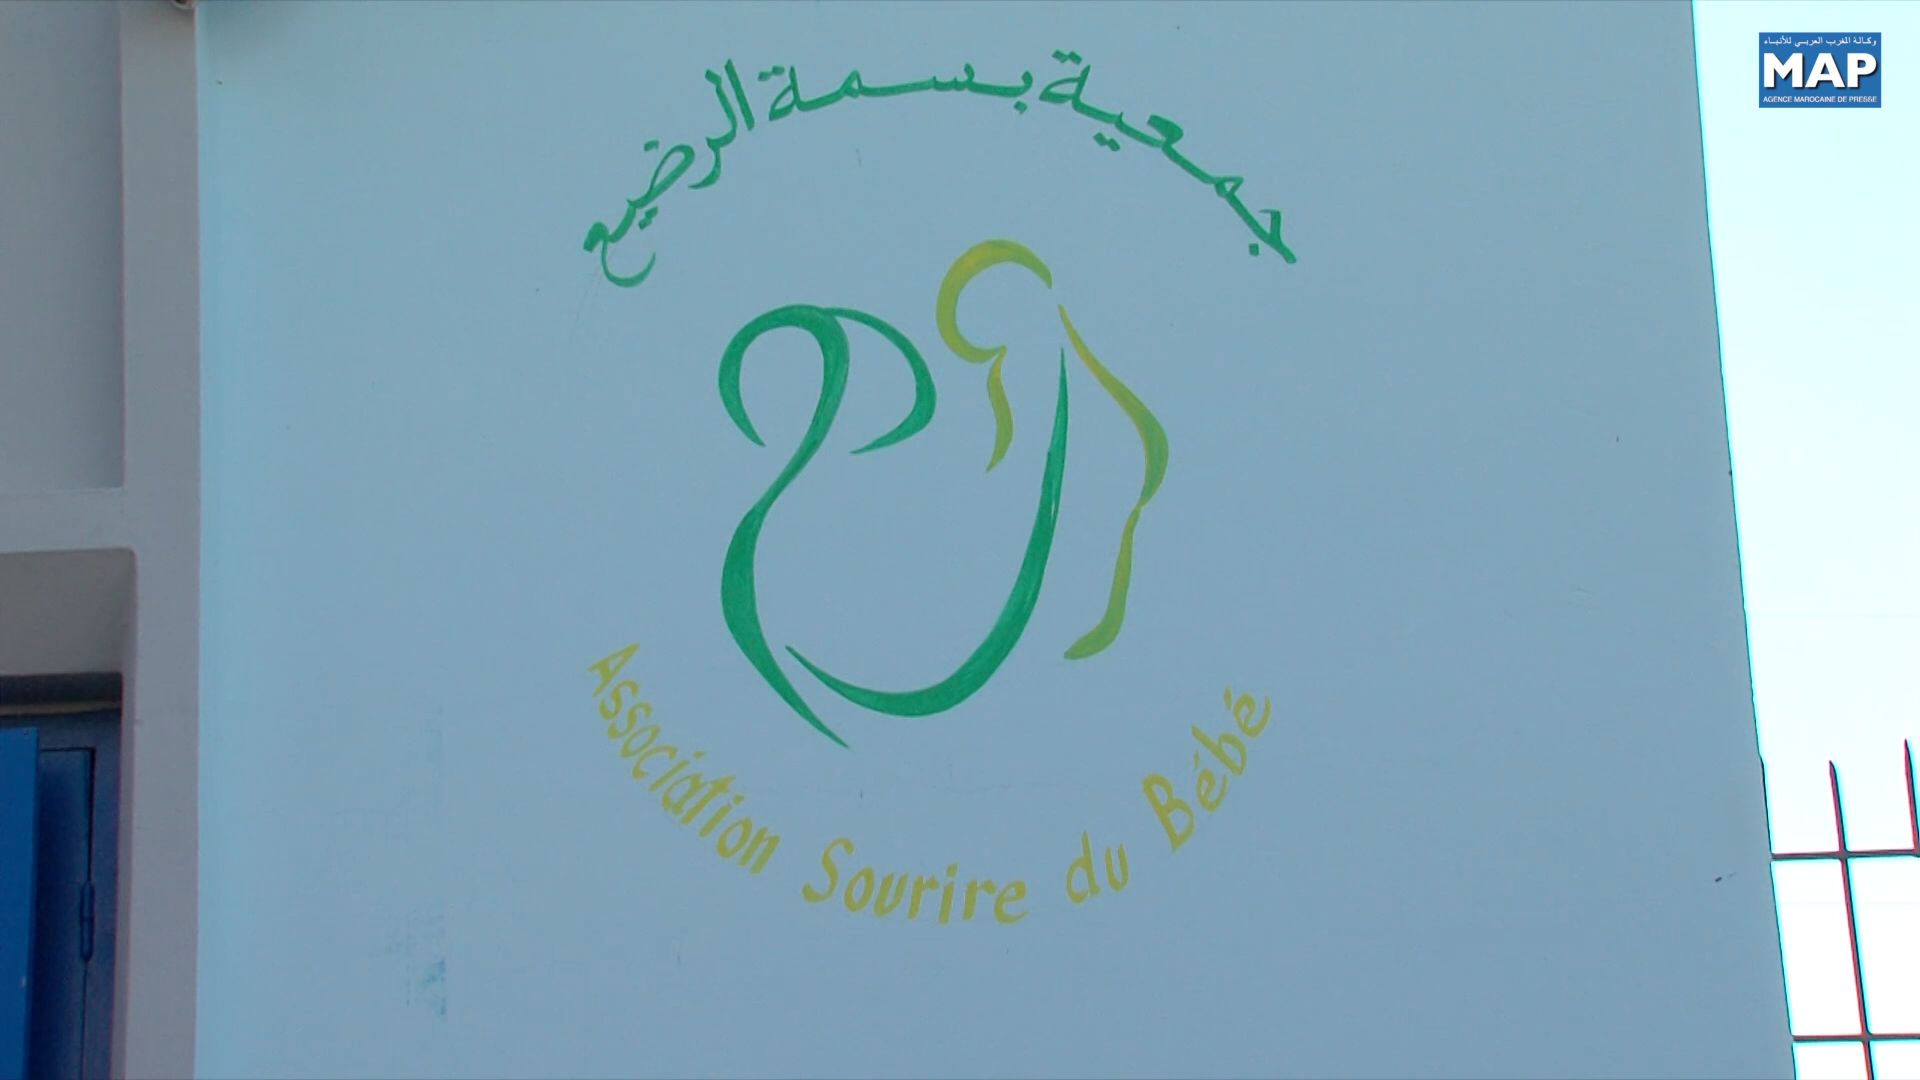 وكالة المغرب العربي للأنباء
MAP
AGENCE MAROCAINE DE PRESSE
جمعية بسمة الرضيع
Association Sourire du Bébé